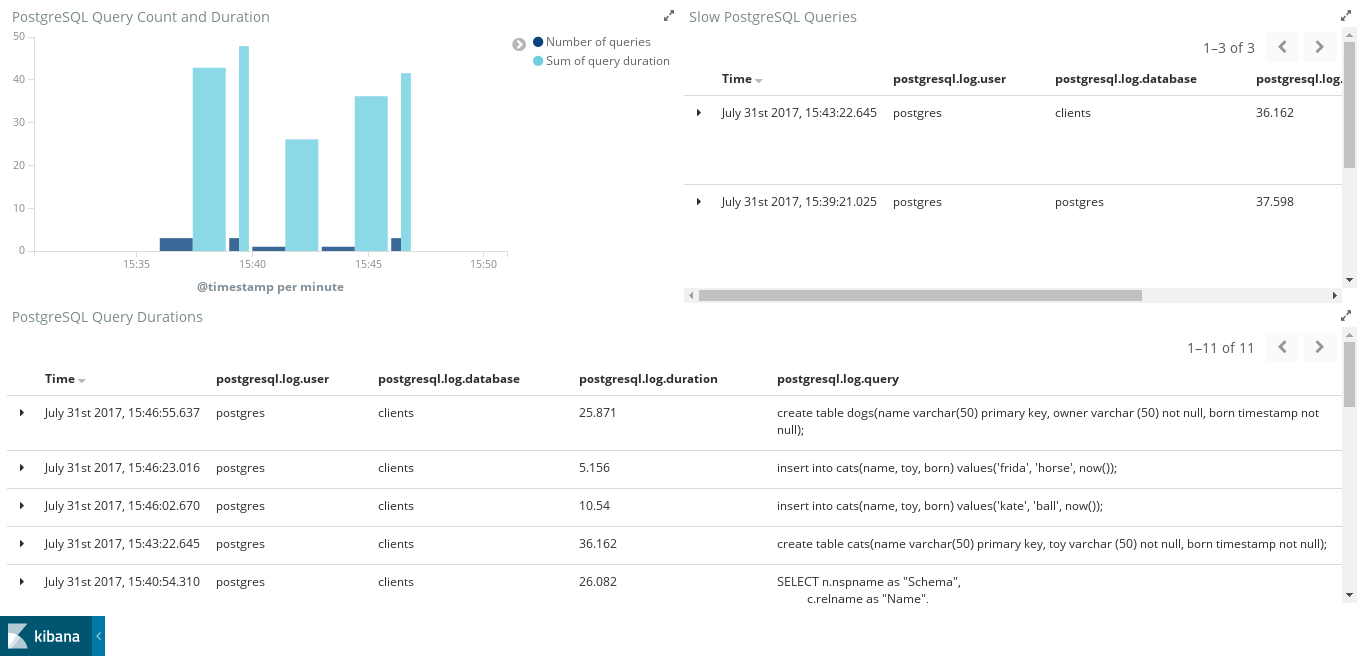 PostgreSQL Query Count and Duration
50
40
30
20
10
0
15:35
15:40
15:45
15:50
@timestamp per minute
Number of queries
Sum of query duration
Slow PostgreSQL Queries
1–3 of 3
Time postgresql.log.user postgresql.log.database postgresql.log.
July 31st 2017, 15:43:22.645 postgres clients 36.162
July 31st 2017, 15:39:21.025 postgres postgres 37.598
PostgreSQL Query Durations
1–11 of 11
Time postgresql.log.user postgresql.log.database postgresql.log.duration postgresql.log.query
July 31st 2017, 15:46:55.637 postgres clients 25.871 create table dogs(name varchar(50) primary key, owner varchar (50) not null, born timestamp not
null);
July 31st 2017, 15:46:23.016 postgres clients 5.156 insert into cats(name, toy, born) values('frida', 'horse', now());
July 31st 2017, 15:46:02.670 postgres clients 10.54 insert into cats(name, toy, born) values('kate', 'ball', now());
July 31st 2017, 15:43:22.645 postgres clients 36.162 create table cats(name varchar(50) primary key, toy varchar (50) not null, born timestamp not null);
July 31st 2017, 15:40:54.310 postgres clients 26.082 SELECT n.nspname as "Schema",
c.relname as "Name",
kibana